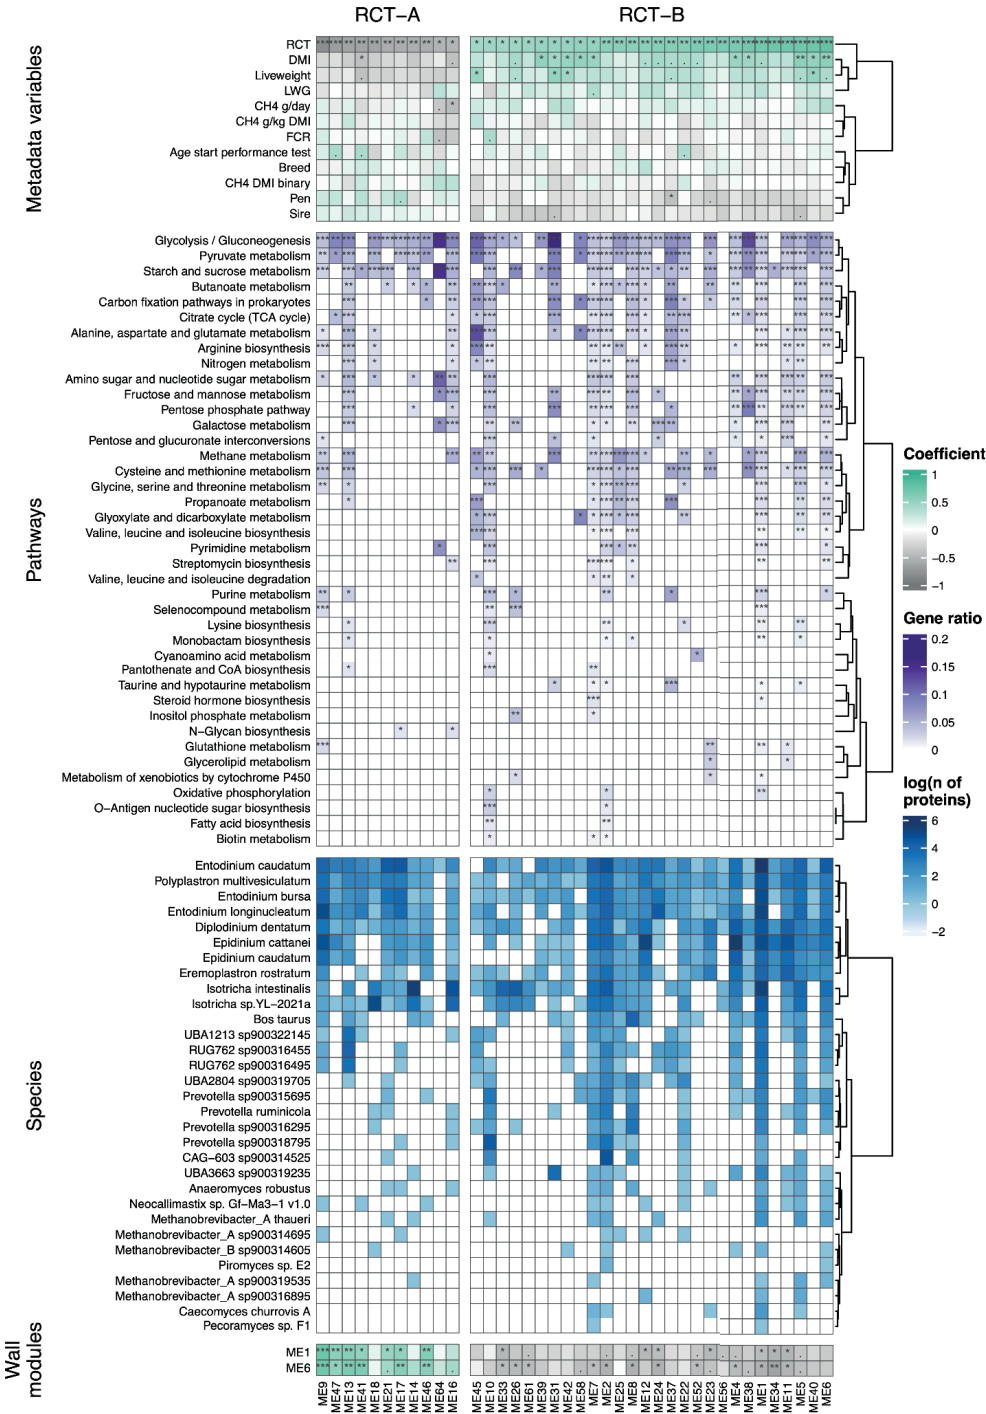 RCT−A
RCT−B
Metadata variables
RCT
DMI
Liveweight
LWG
CH4 g/day
CH4 g/kg DMI
FCR
Age start performance test
Breed
CH4 DMI binary
Pen
Sire
Pathways
Glycolysis / Gluconeogenesis
Pyruvate metabolism
Starch and sucrose metabolism
Butanoate metabolism
Carbon fixation pathways in prokaryotes
Citrate cycle (TCA cycle)
Alanine, aspartate and glutamate metabolism
Arginine biosynthesis
Nitrogen metabolism
Amino sugar and nucleotide sugar metabolism
Fructose and mannose metabolism
Pentose phosphate pathway
Galactose metabolism
Pentose and glucuronate interconversions
Methane metabolism
Cysteine and methionine metabolism
Glycine, serine and threonine metabolism
Propanoate metabolism
Glyoxylate and dicarboxylate metabolism
Valine, leucine and isoleucine biosynthesis
Pyrimidine metabolism
Streptomycin biosynthesis
Valine, leucine and isoleucine degradation
Purine metabolism
Selenocompound metabolism
Lysine biosynthesis
Monobactam biosynthesis
Cyanoamino acid metabolism
Pantothenate and CoA biosynthesis
Taurine and hypotaurine metabolism
Steroid hormone biosynthesis
Inositol phosphate metabolism
N−Glycan biosynthesis
Glutathione metabolism
Glycerolipid metabolism
Metabolism of xenobiotics by cytochrome P450
Oxidative phosphorylation
O−Antigen nucleotide sugar biosynthesis
Fatty acid biosynthesis
Biotin metabolism
Species
Entodinium caudatum
Polyplastron multivesiculatum
Entodinium bursa
Entodinium longinucleatum
Diplodinium dentatum
Epidinium cattanei
Epidinium caudatum
Eremoplastron rostratum
Isotricha intestinalis
Isotricha sp.YL−2021a
Bos taurus
UBA1213 sp900322145
RUG762 sp900316455
RUG762 sp900316495
UBA2804 sp900319705
Prevotella sp900315695
Prevotella ruminicola
Prevotella sp900316295
Prevotella sp900318795
CAG−603 sp900314525
UBA3663 sp900319235
Anaeromyces robustus
Neocallimastix sp. Gf−Ma3−1 v1.0
Methanobrevibacter_A thaueri
Methanobrevibacter_A sp900314695
Methanobrevibacter_B sp900314605
Piromyces sp. E2
Methanobrevibacter_A sp900319535
Methanobrevibacter_A sp900316895
Caecomyces churrovis A
Pecoramyces sp. F1
Wall
modules
ME1
ME6
ME9
ME47
ME13
ME41
ME18
ME21
ME17
ME46
ME64
ME16
ME45
ME10
ME33
ME26
ME61
ME39
ME31
ME42
ME58
ME7
ME2
ME25
ME8
ME12
ME24
ME37
ME22
ME52
ME23
ME56
ME4
ME38
ME1
ME34
ME11
ME5
ME40
ME6
Coefficient
1
0.5
0
−0.5
−1
Gene ratio
0.2
0.15
0.1
0.05
0
log(n of
proteins)
6
4
2
0
−2